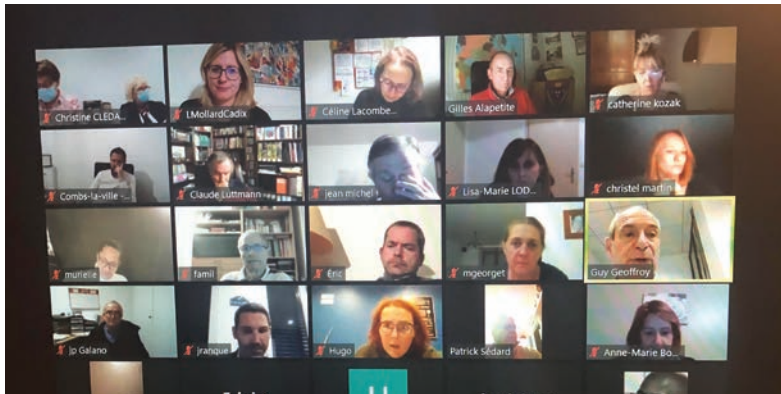 Christine CLEDA...
LMollardCadix
Céline Lacombe...
Gilles Alapetite
catherine kozak
Combs-la-ville -...
Claude Luttmann
jean michel
Lisa-Marie LOD...
christel martin
murielle
famil
Éric
mgeorget
Guy Geoffroy
jp Galano
jranque
Hugo
Patrick Sédard
Anne-Marie Bo...